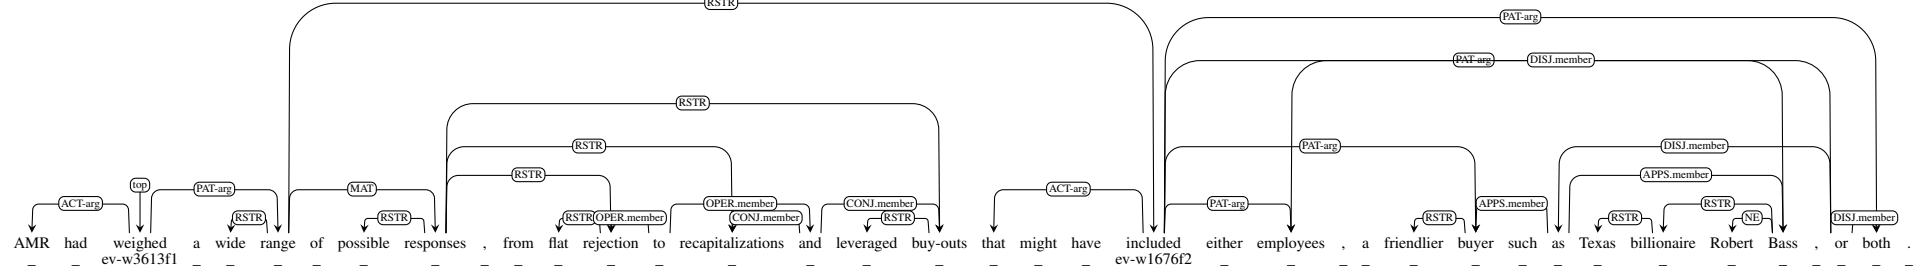 RSTR
PAT-arg
PAT-arg DISJ.member
RSTR
RSTR PAT-arg DISJ.member
RSTR APPS.member
top PAT-arg MAT ACT-arg
ACT-arg OPER.member CONJ.member PAT-arg APPS.member RSTR
RSTR RSTR RSTR OPER.member CONJ.member RSTR RSTR RSTR NE DISJ.member
AMR had weighed a wide range of possible responses , from flat rejection to recapitalizations and leveraged buy-outs that might have included either employees , a friendlier buyer such as Texas billionaire Robert Bass , or both .
ev-w3613f1 ev-w1676f2